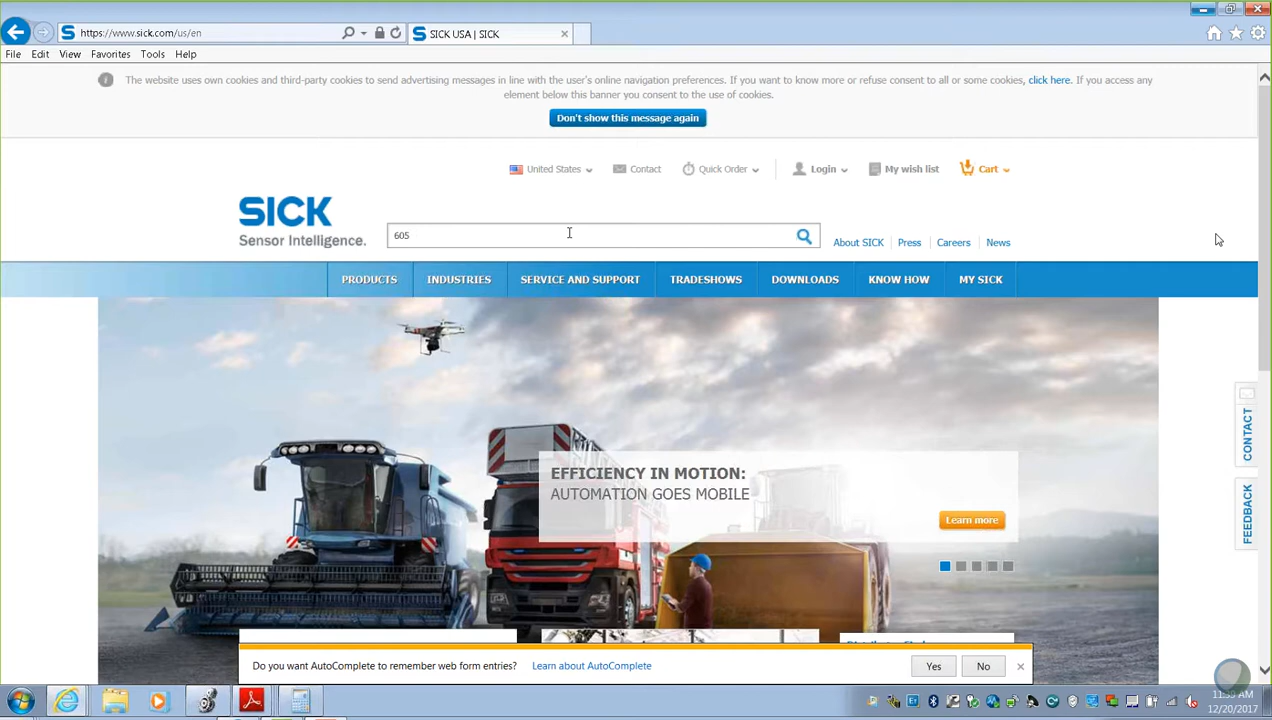 https://www.sick.com/us/en
SICK USA | SICK
File Edit View Favorites Tools Help
The website uses own cookies and third-party cookies to send advertising messages in line with the user's online navigation preferences. If you want to know more or refuse consent to all or some cookies, click here. If you access any
element below this banner you consent to the use of cookies.
Don't show this message again
United States Contact Quick Order Login My wish list Cart
SICK
Sensor Intelligence.
605
About SICK Press Careers News
PRODUCTS INDUSTRIES SERVICE AND SUPPORT TRADESHOWS DOWNLOADS KNOW HOW MY SICK
EFFICIENCY IN MOTION:
AUTOMATION GOES MOBILE
Learn more
CONTACT
FEEDBACK
Do you want AutoComplete to remember web form entries? Learn about AutoComplete Yes No
12/20/2017